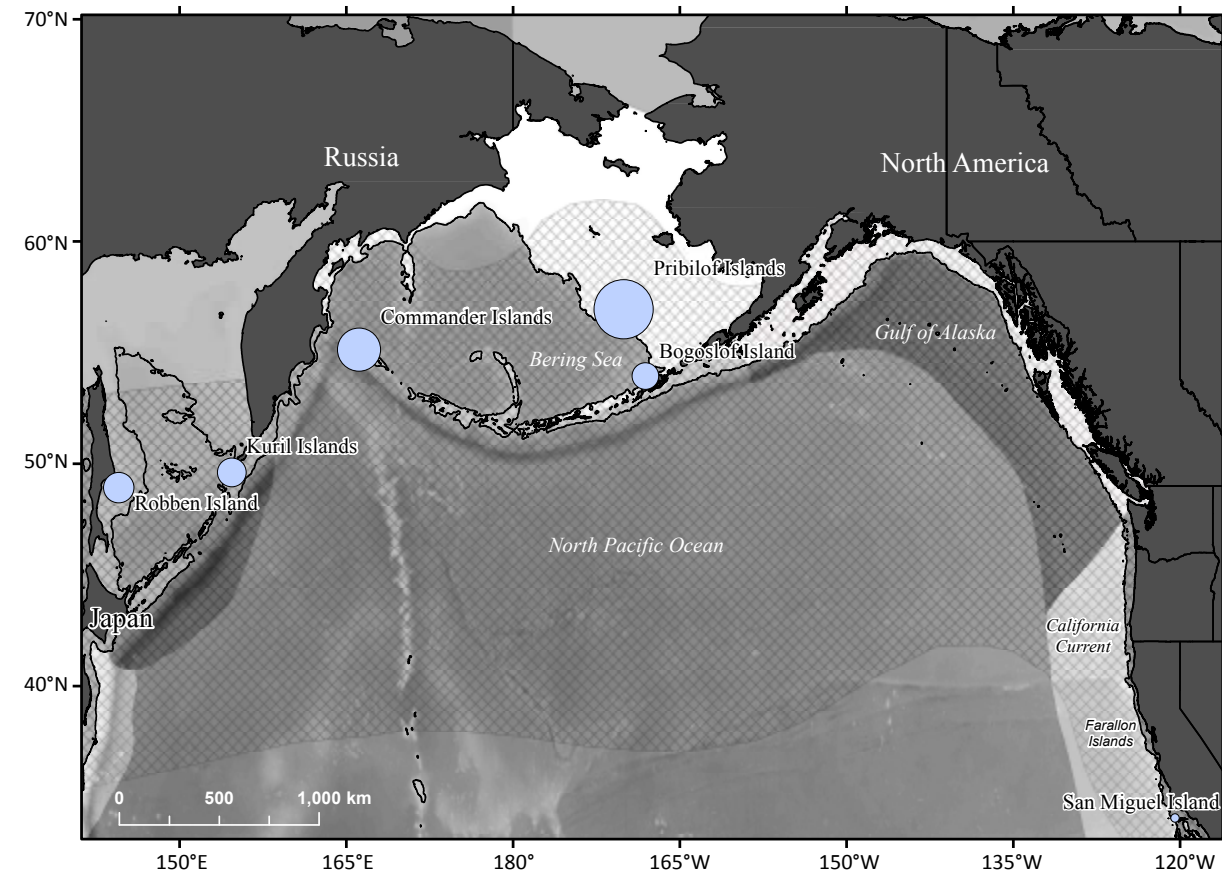 70°N
Russia
North America
60°N
Pribilof Islands
Commander Islands
Gulf of Alaska
Bering Sea
Bogoslof Island
Kuril Islands
50°N
Robben Island
North Pacific Ocean
Japan
California
Current
40°N
Farallon
Islands
0 500 1,000 km
San Miguel Island
150°E 165°E 180° 165°W 150°W 135°W 120°W